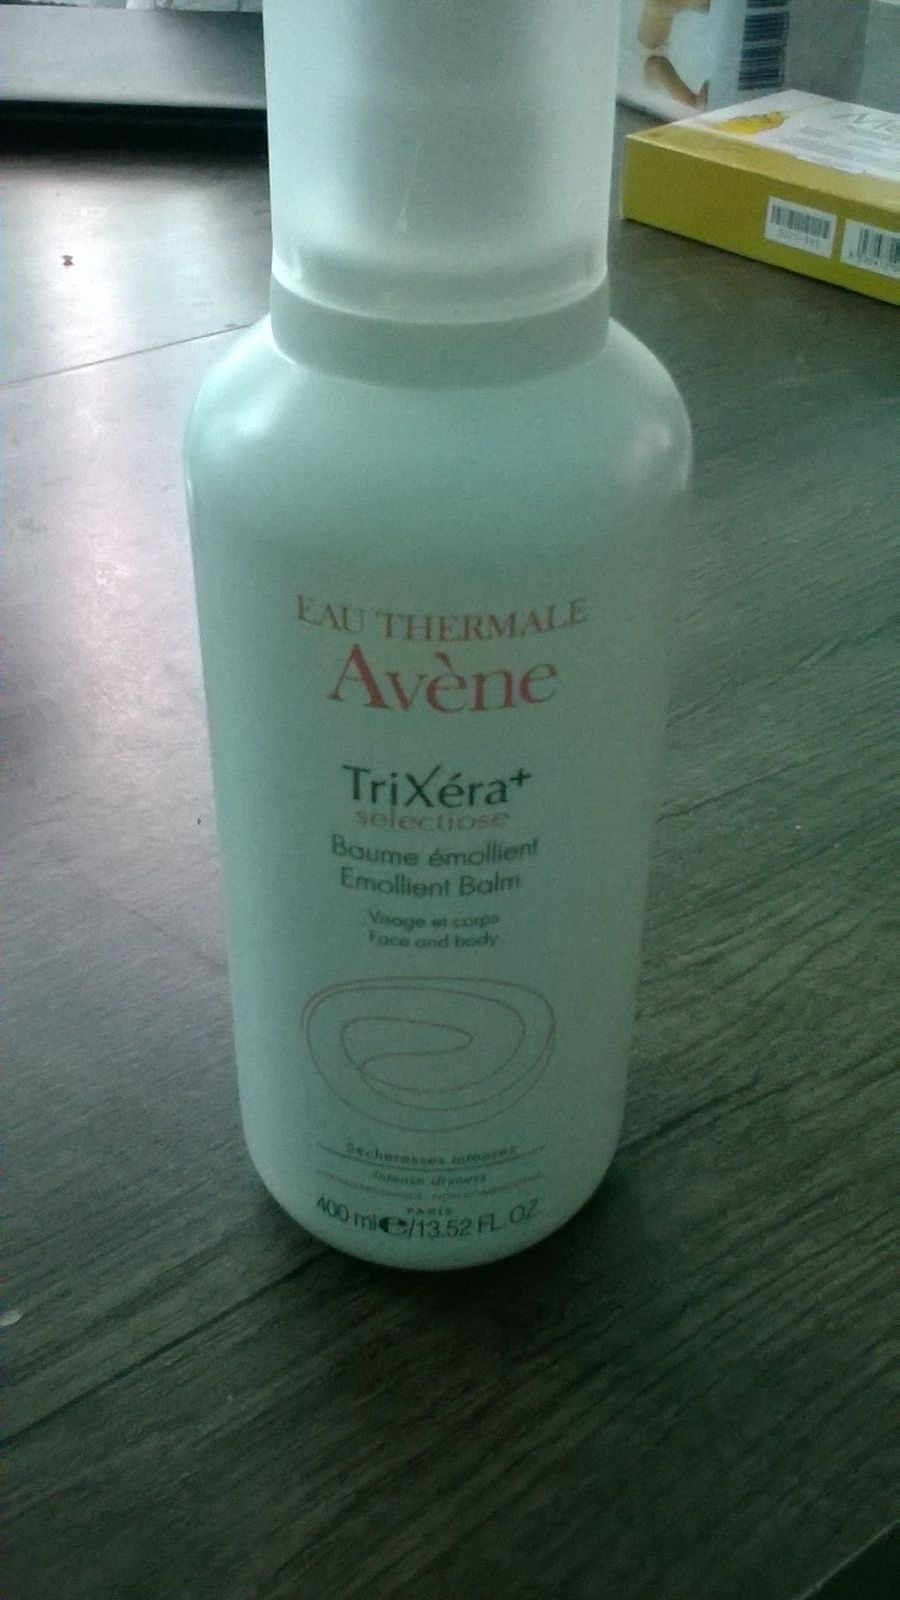 EAU THERMALE
Avène
TriXéra+
selectiose
Baume émollient
Emollient Balm
Visage et corps
Face and body
Sécheresses intenses
Intense dryness
PARIS
400 ml e/13.52 FL.OZ